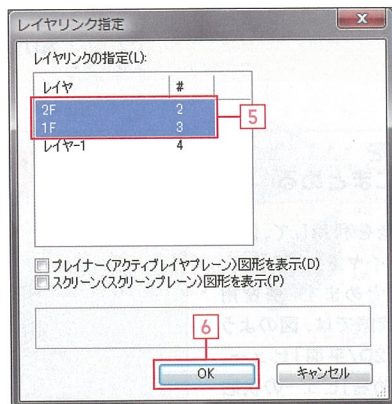 レイヤリンク指定
x
レイヤリンクの指定(L):
レイヤ #
2F 2
1F 3
レイヤ-1 4
5
プレイナー(アクティブレイヤプレーン)図形を表示(D)
スクリーン(スクリーンプレーン)図形を表示(P)
6
OK キャンセル